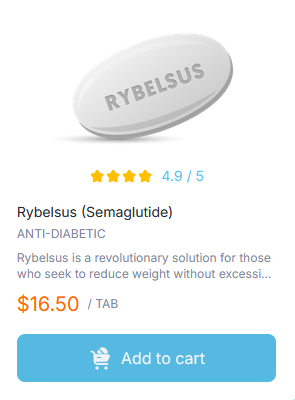 RYBELSUS
4.9 / 5
Rybelsus (Semaglutide)
ANTI-DIABETIC
Rybelsus is a revolutionary solution for those
who seek to reduce weight without excessi...
$16.50 / TAB
Add to cart